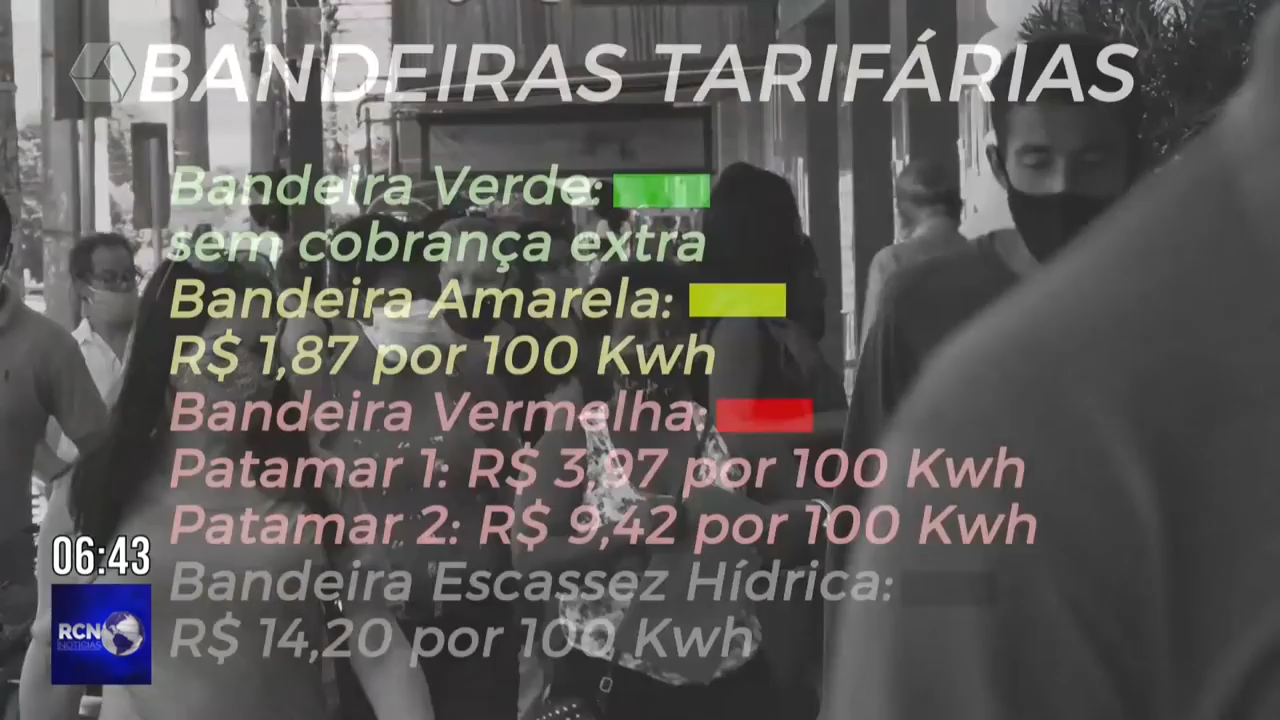 BANDEIRAS TARIFÁRIAS
Bandeira Verde:
sem cobrança extra
Bandeira Amarela:
R$ 1,87 por 100 Kwh
Bandeira Vermelha:
Patamar 1: R$ 3,97 por 100 Kwh
Patamar 2: R$ 9,42 por 100 Kwh
Bandeira Escassez Hídrica:
R$ 14,20 por 100 Kwh
06:43
RCN
NOTÍCIAS